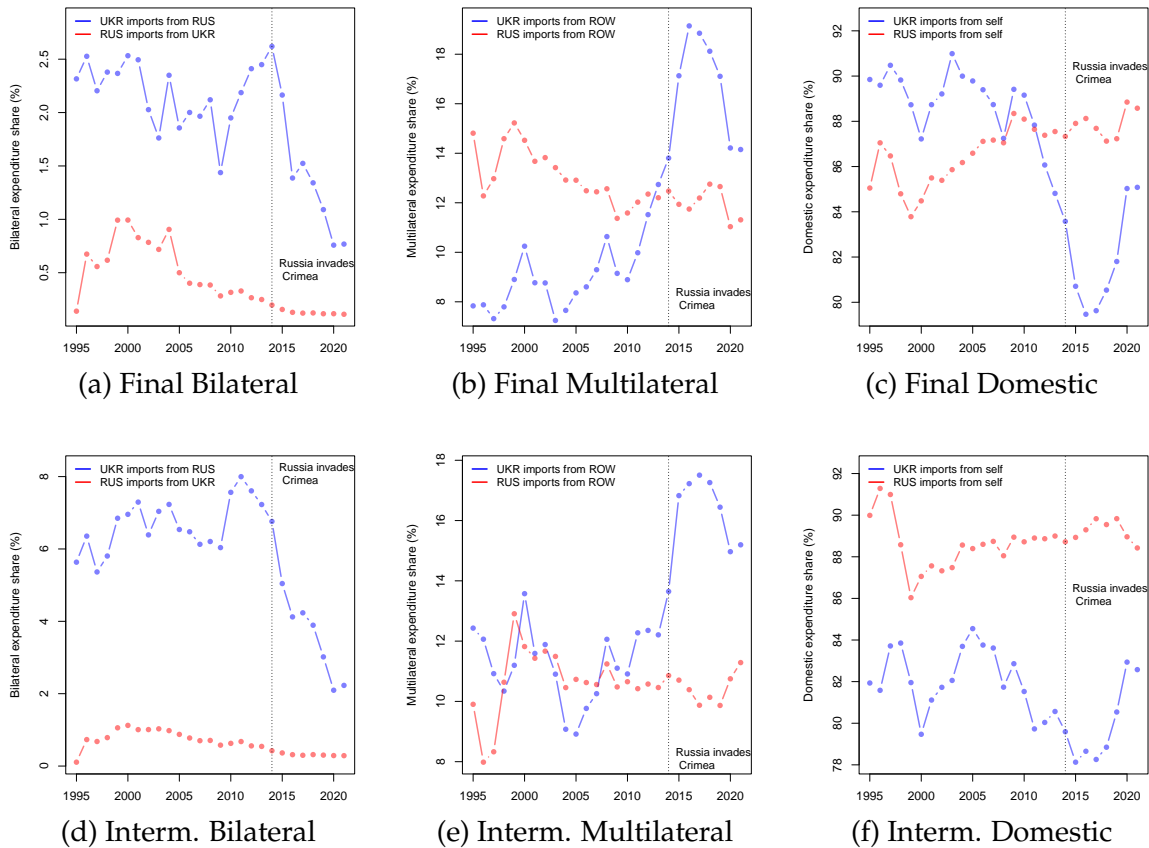 UKR imports from RUS
RUS imports from UKR
Bilateral expenditure share (%)
0.5
1.0
1.5
2.0
2.5
Russia invades
Crimea
1995 2000 2005 2010 2015 2020
(a) Final Bilateral
UKR imports from ROW
RUS imports from ROW
Multilateral expenditure share (%)
8
10
12
14
16
18
Russia invades
Crimea
1995 2000 2005 2010 2015 2020
(b) Final Multilateral
UKR imports from self
RUS imports from self
Domestic expenditure share (%)
80
82
84
86
88
90
Russia invades
Crimea
1995 2000 2005 2010 2015 2020
(c) Final Domestic
UKR imports from RUS
RUS imports from UKR
Bilateral expenditure share (%)
0
2
4
6
8
Russia invades
Crimea
1995 2000 2005 2010 2015 2020
(d) Interm. Bilateral
UKR imports from ROW
RUS imports from ROW
Multilateral expenditure share (%)
8
10
12
14
16
18
Russia invades
Crimea
1995 2000 2005 2010 2015 2020
(e) Interm. Multilateral
UKR imports from self
RUS imports from self
Domestic expenditure share (%)
78
80
82
84
86
88
90
92
Russia invades
Crimea
1995 2000 2005 2010 2015 2020
(f) Interm. Domestic